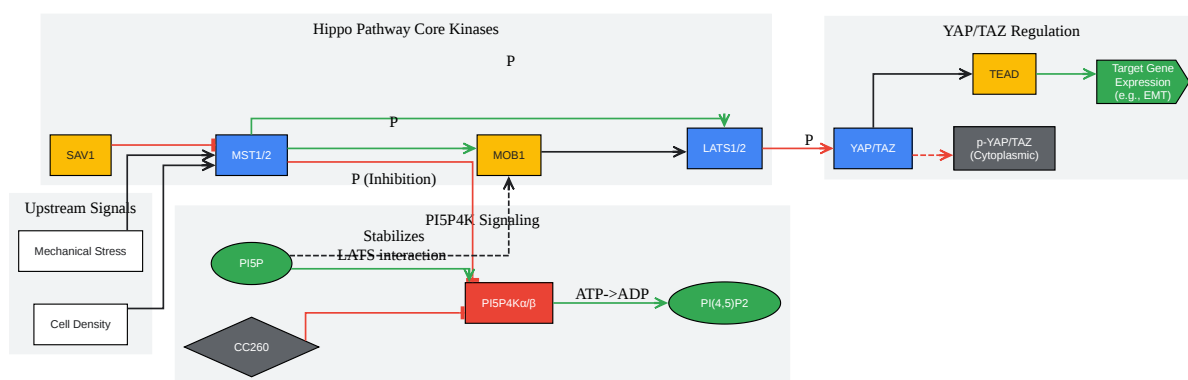 Hippo Pathway Core Kinases
YAP/TAZ Regulation
P
TEAD
Target Gene
Expression
(e.g., EMT)
P
SAV1
MST1/2
MOB1
LATS1/2
P
YAP/TAZ
p-YAP/TAZ
(Cytoplasmic)
P (Inhibition)
Upstream Signals
PI5P4K Signaling
Mechanical Stress
Stabilizes
LATS interaction
PI5P
PI5P4Kα/β
ATP->ADP
PI(4,5)P2
Cell Density
CC260